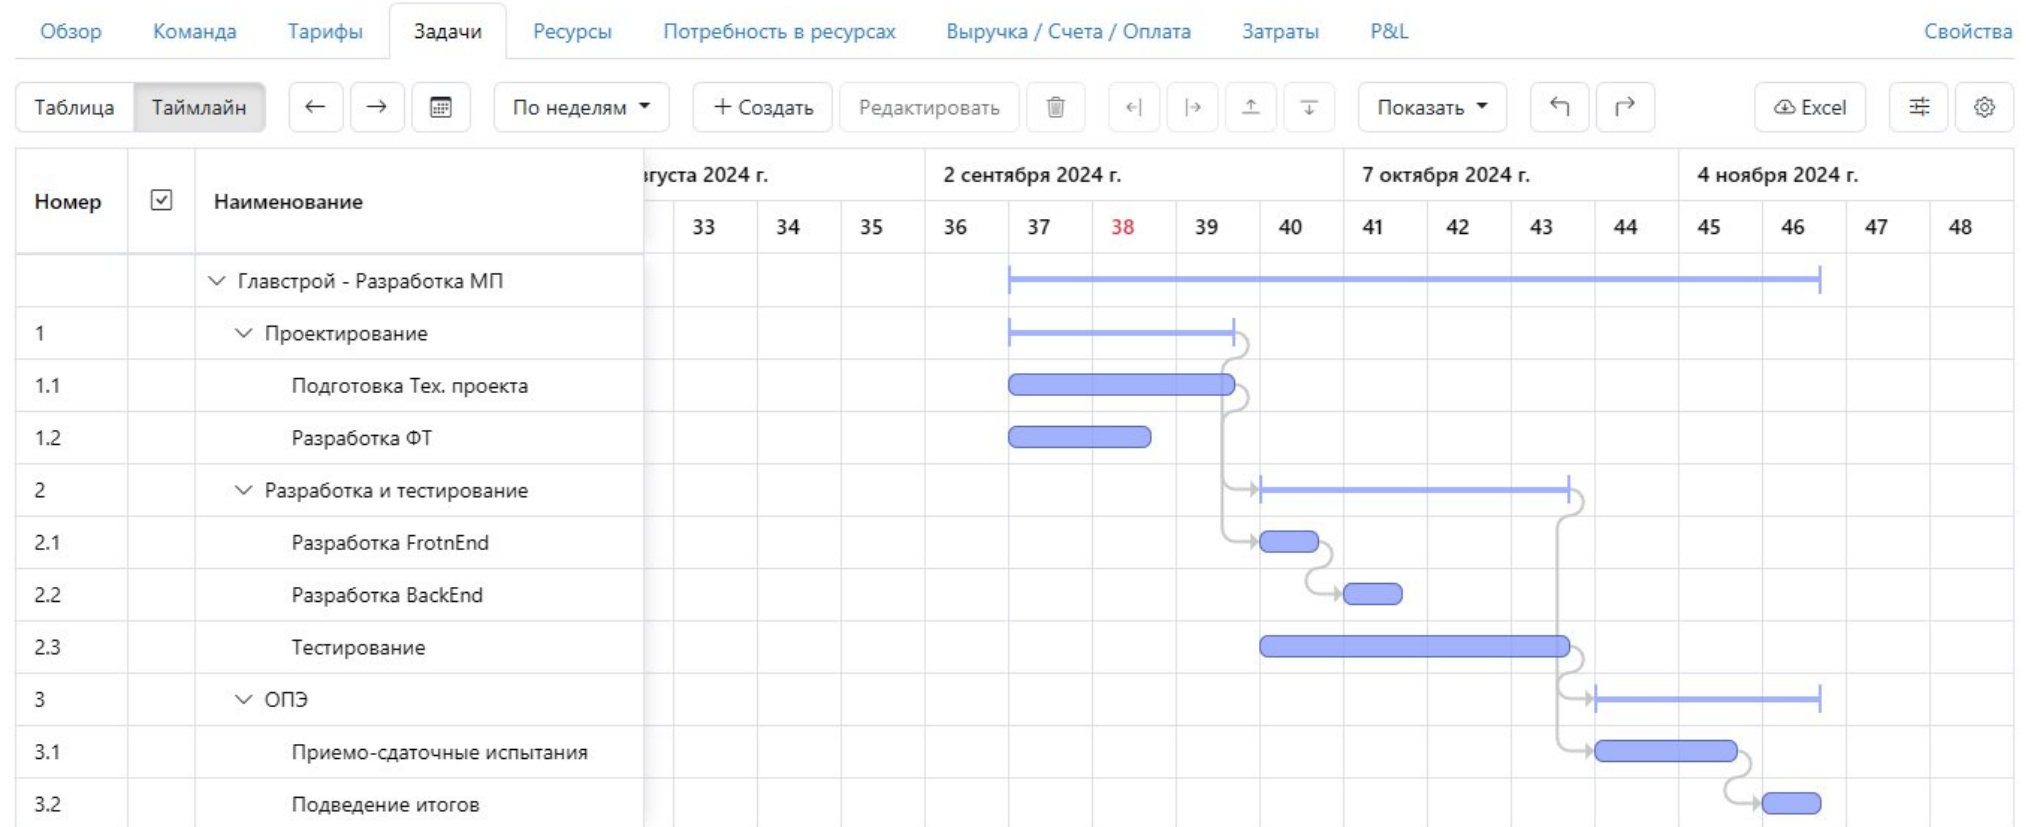 Обзор Команда Тарифы Задачи Ресурсы Потребность в ресурсах Выручка / Счета / Оплата Затраты P&L Свойства
Таблица Таймлайн По неделям + Создать Редактировать Показать Excel
Номер Наименование
2 сентября 2024 г. 7 октября 2024 г. 4 ноября 2024 г.
33 34 35 36 37 38 39 40 41 42 43 44 45 46 47 48
Главстрой - Разработка МП
1 Проектирование
1.1 Подготовка Тех. проекта
1.2 Разработка ФТ
2 Разработка и тестирование
2.1 Разработка FrotnEnd
2.2 Разработка BackEnd
2.3 Тестирование
3 ОПЭ
3.1 Приемо-сдаточные испытания
3.2 Подведение итогов